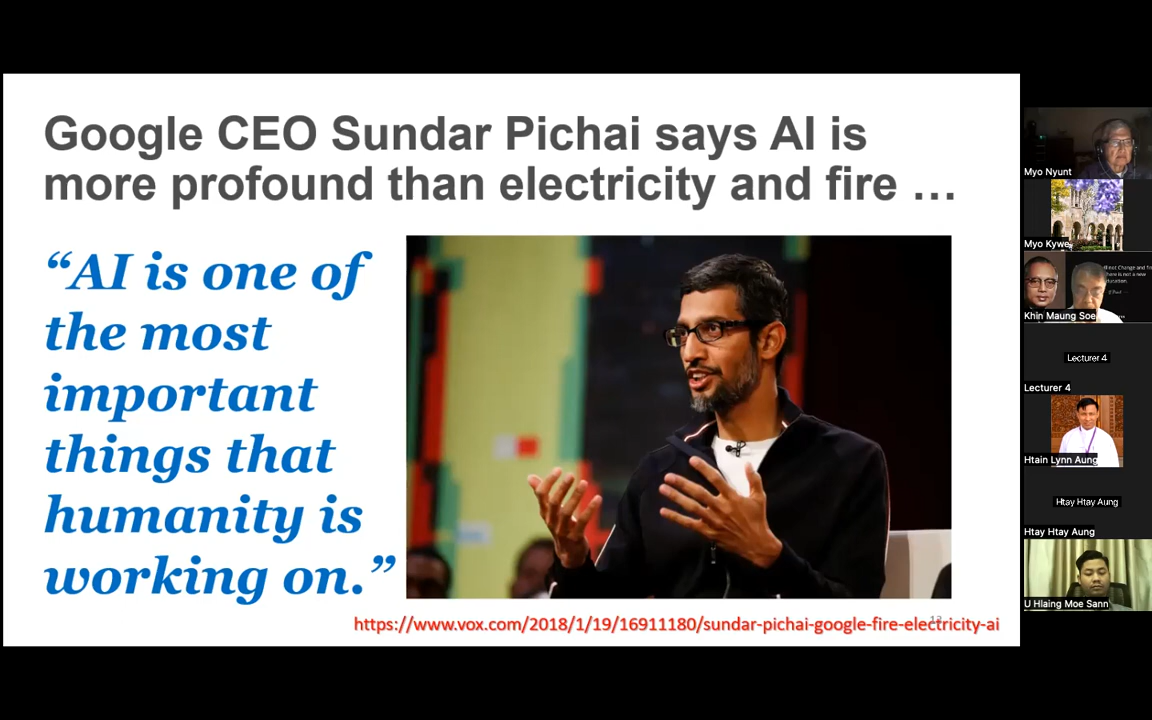 Google CEO Sundar Pichai says AI is
more profound than electricity and fire …
“AI is one of
the most
important
things that
humanity is
working on.”
https://www.vox.com/2018/1/19/16911180/sundar-pichai-google-fire-electricity-ai
Myo Nyunt
Myo Kywe
Khin Maung Soe
Lecturer 4
Lecturer 4
Htain Lynn Aung
Htay Htay Aung
Htay Htay Aung
U Hlaing Moe Sann